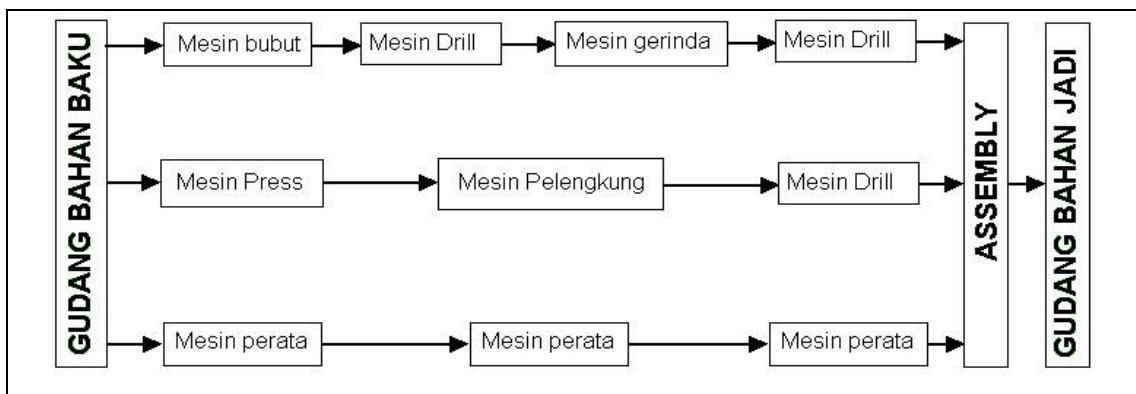 GUDANG BAHAN BAKU
Mesin bubut
Mesin Drill
Mesin gerinda
Mesin Drill
Mesin Press
Mesin Pelengkung
Mesin Drill
Mesin perata
Mesin perata
Mesin perata
ASSEMBLY
GUDANG BAHAN JADI